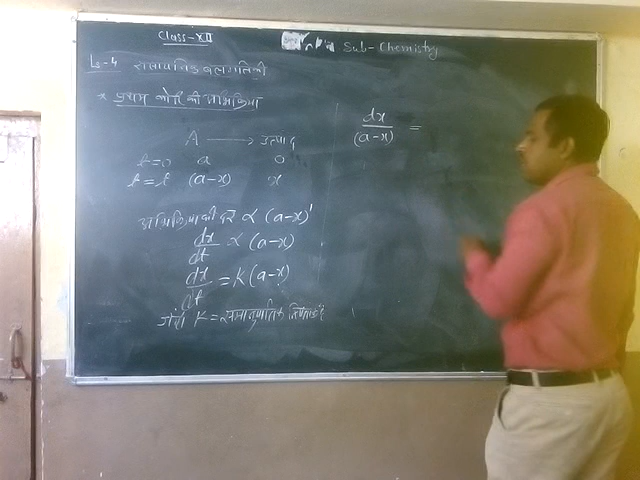 Class-XII
Sub-Chemistry
Ls-4 रासायनिक बलगतिकी
* प्रथम कोटि की अभिक्रिया
A ⟶ उत्पाद
t=0 a 0
t=t (a-x) x
अभिक्रिया की दर ∝ (a-x)¹
dx/dt ∝ (a-x)
dx/dt = K(a-x)
जहाँ K = समानुपातिक स्थिरांक है
dx/(a-x) =